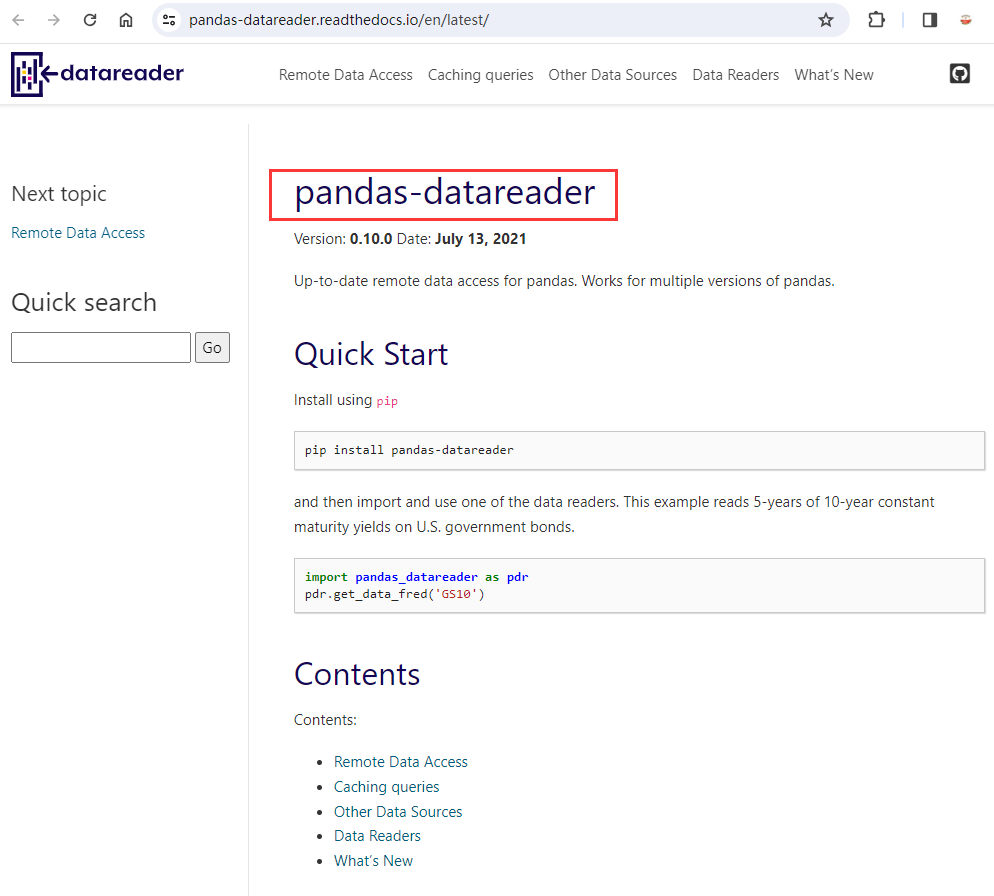 pandas-datareader.readthedocs.io/en/latest/
datareader
Remote Data Access Caching queries Other Data Sources Data Readers What's New
Next topic
Remote Data Access
Quick search
Go
pandas-datareader
Version: 0.10.0 Date: July 13, 2021
Up-to-date remote data access for pandas. Works for multiple versions of pandas.
Quick Start
Install using pip
pip install pandas-datareader
and then import and use one of the data readers. This example reads 5-years of 10-year constant
maturity yields on U.S. government bonds.
import pandas_datareader as pdr
pdr.get_data_fred('GS10')
Contents
Contents:
Remote Data Access
Caching queries
Other Data Sources
Data Readers
What's New